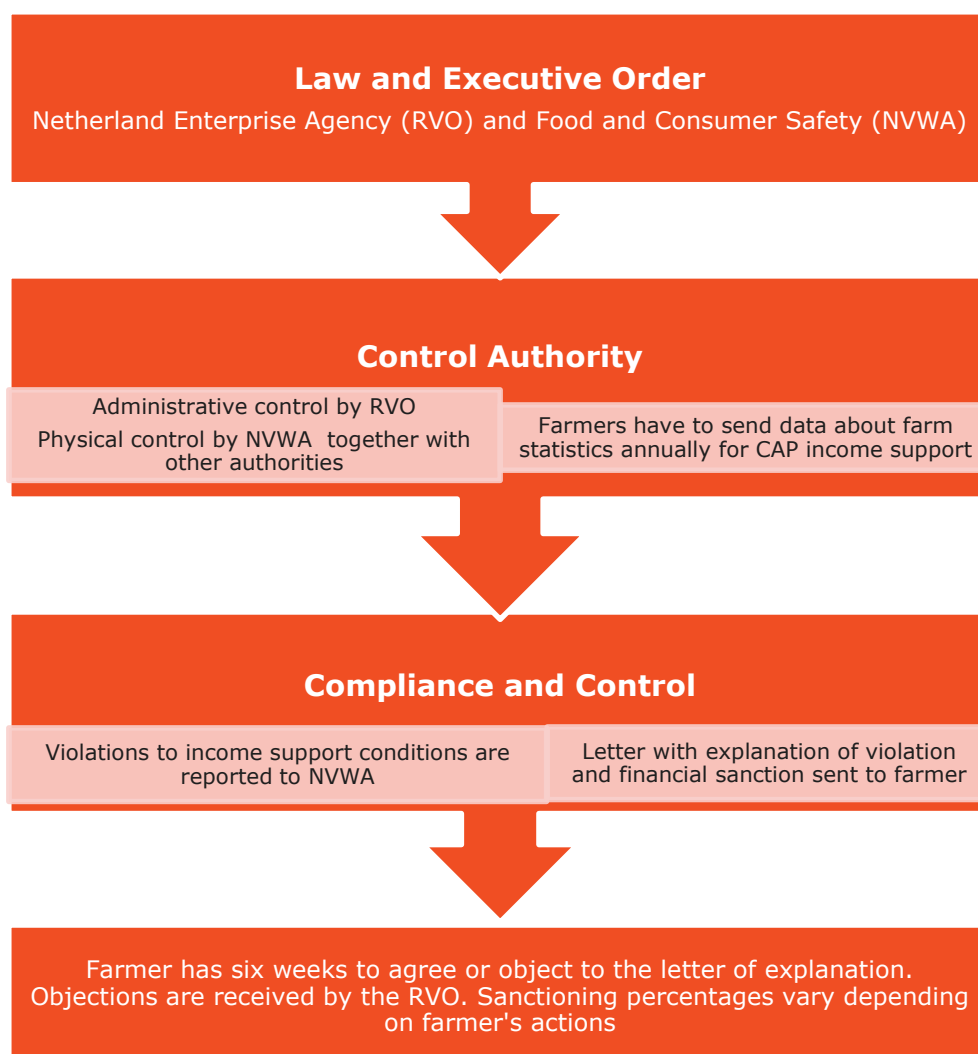 Law and Executive Order
Netherland Enterprise Agency (RVO) and Food and Consumer Safety (NVWA)
Control Authority
Administrative control by RVO
Physical control by NVWA together with
other authorities
Farmers have to send data about farm
statistics annually for CAP income support
Compliance and Control
Violations to income support conditions are
reported to NVWA
Letter with explanation of violation
and financial sanction sent to farmer
Farmer has six weeks to agree or object to the letter of explanation.
Objections are received by the RVO. Sanctioning percentages vary depending
on farmer's actions